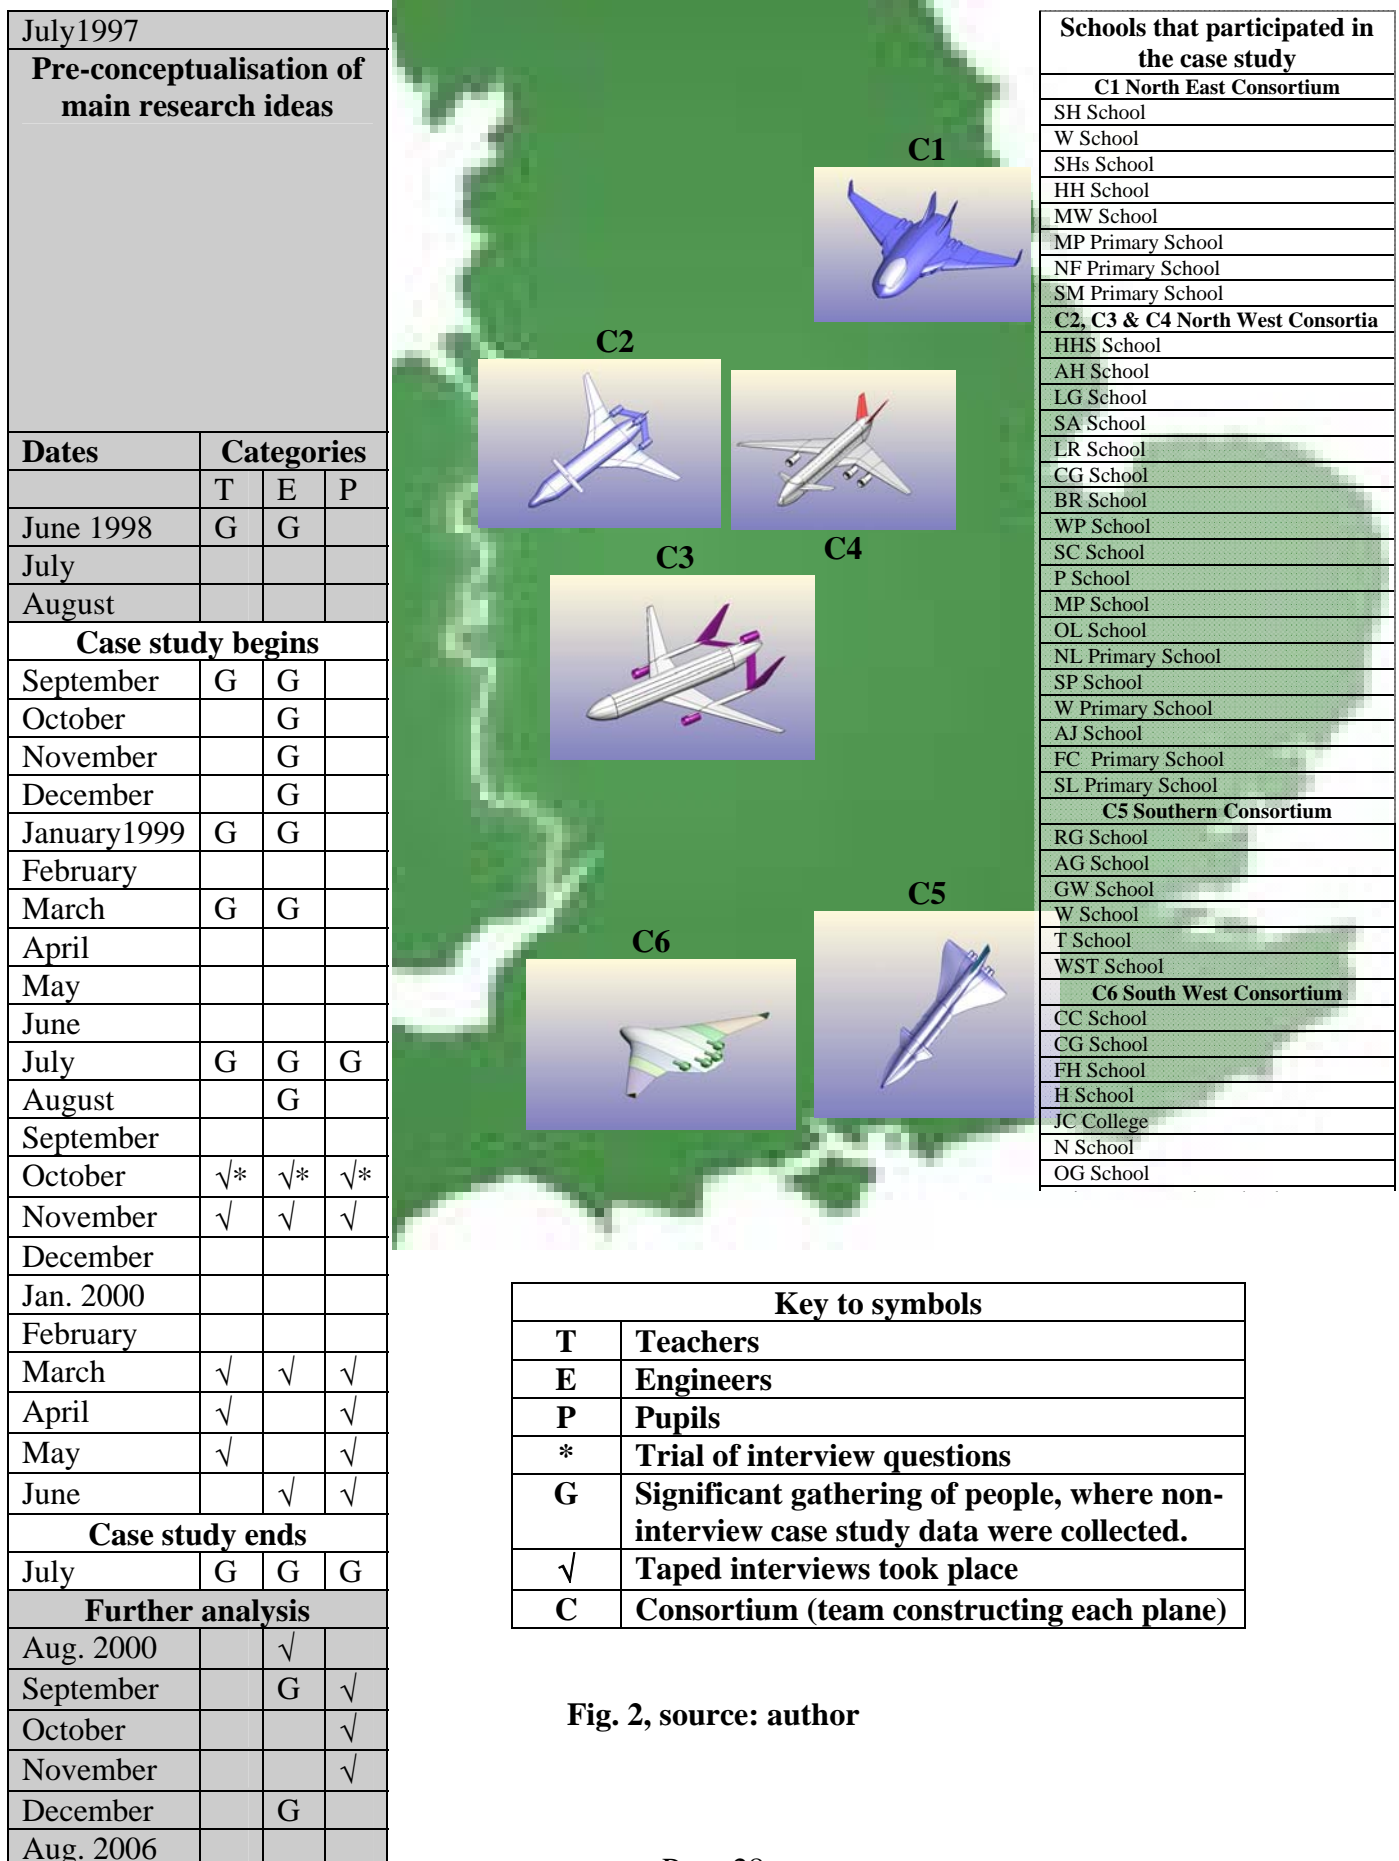 July1997
Pre-conceptualisation of
main research ideas
Dates Categories
T E P
June 1998 G G
July
August
Case study begins
September G G
October G
November G
December G
January1999 G G
February
March G G
April
May
June
July G G G
August G
September
October √* √* √*
November √ √ √
December
Jan. 2000
February
March √ √ √
April √ √
May √ √
June √ √
Case study ends
July G G G
Further analysis
Aug. 2000 √
September G √
October √
November √
December G
Aug. 2006
C1
C2
C4
C3
C5
C6
Schools that participated in
the case study
C1 North East Consortium
SH School
W School
SHs School
HH School
MW School
MP Primary School
NF Primary School
SM Primary School
C2, C3 & C4 North West Consortia
HHS School
AH School
LG School
SA School
LR School
CG School
BR School
WP School
SC School
P School
MP School
OL School
NL Primary School
SP School
W Primary School
AJ School
FC Primary School
SL Primary School
C5 Southern Consortium
RG School
AG School
GW School
W School
T School
WST School
C6 South West Consortium
CC School
CG School
FH School
H School
JC College
N School
OG School
Key to symbols
T Teachers
E Engineers
P Pupils
* Trial of interview questions
G Significant gathering of people, where non-
interview case study data were collected.
√ Taped interviews took place
C Consortium (team constructing each plane)
Fig. 2, source: author